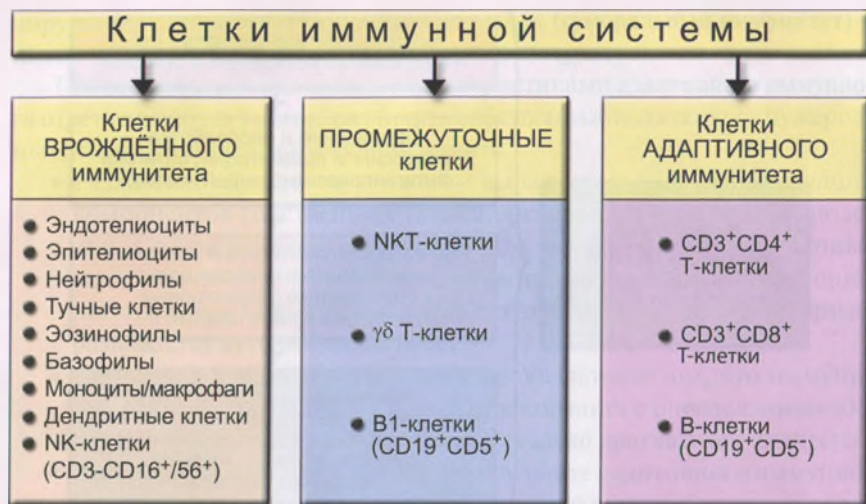 Клетки иммунной системы
Клетки
ВРОЖДЁННОГО
иммунитета
● Эндотелиоциты
● Эпителиоциты
● Нейтрофилы
● Тучные клетки
● Эозинофилы
● Базофилы
● Моноциты/макрофаги
● Дендритные клетки
● NK-клетки
(CD3-CD16⁺/56⁺)
ПРОМЕЖУТОЧНЫЕ
клетки
● NKT-клетки
● γδ Т-клетки
● В1-клетки
(CD19⁺CD5⁺)
Клетки
АДАПТИВНОГО
иммунитета
● CD3⁺CD4⁺
Т-клетки
● CD3⁺CD8⁺
Т-клетки
● В-клетки
(CD19⁺CD5⁻)